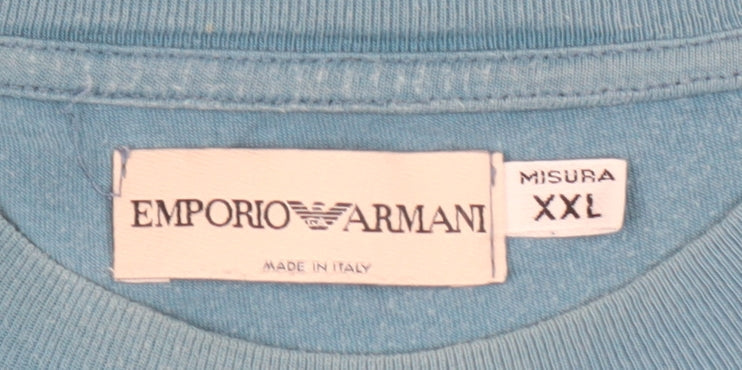 EMPORIO ARMANI
MADE IN ITALY
MISURA
XXL